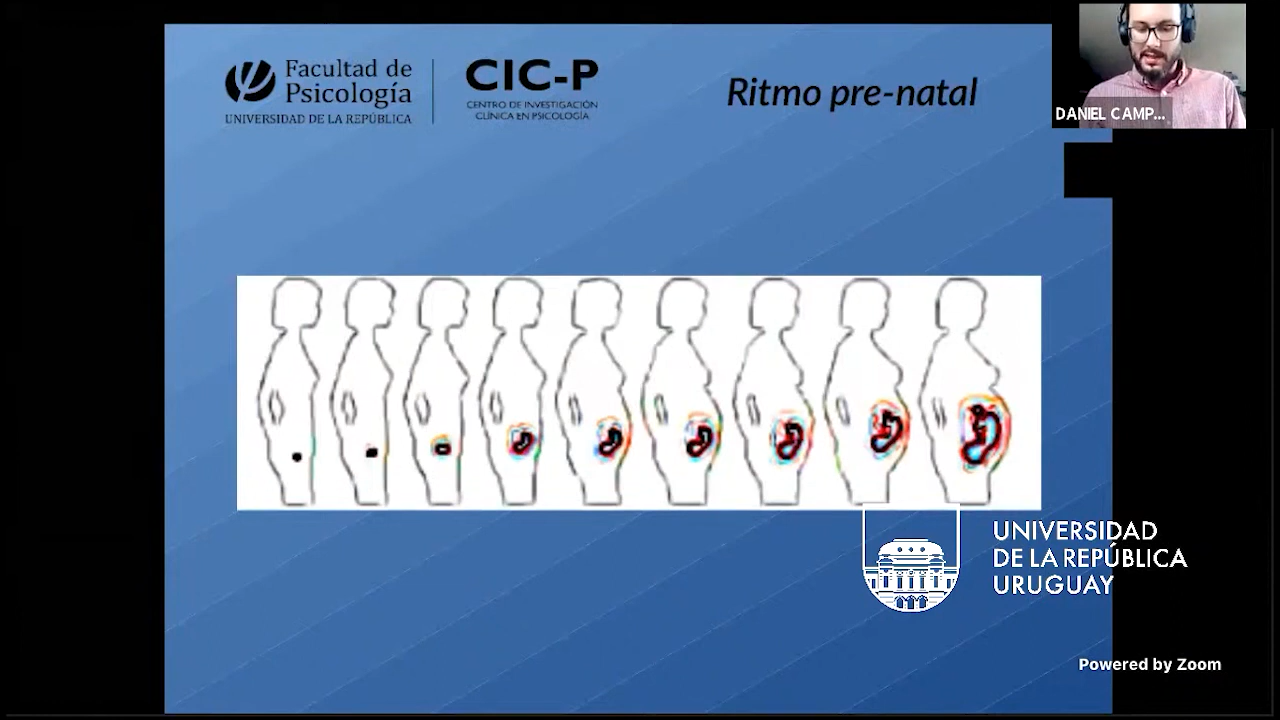 Facultad de
Psicología
UNIVERSIDAD DE LA REPÚBLICA
CIC-P
CENTRO DE INVESTIGACIÓN
CLÍNICA EN PSICOLOGÍA
Ritmo pre-natal
DANIEL CAMP...
UNIVERSIDAD
DE LA REPÚBLICA
URUGUAY
Powered by Zoom